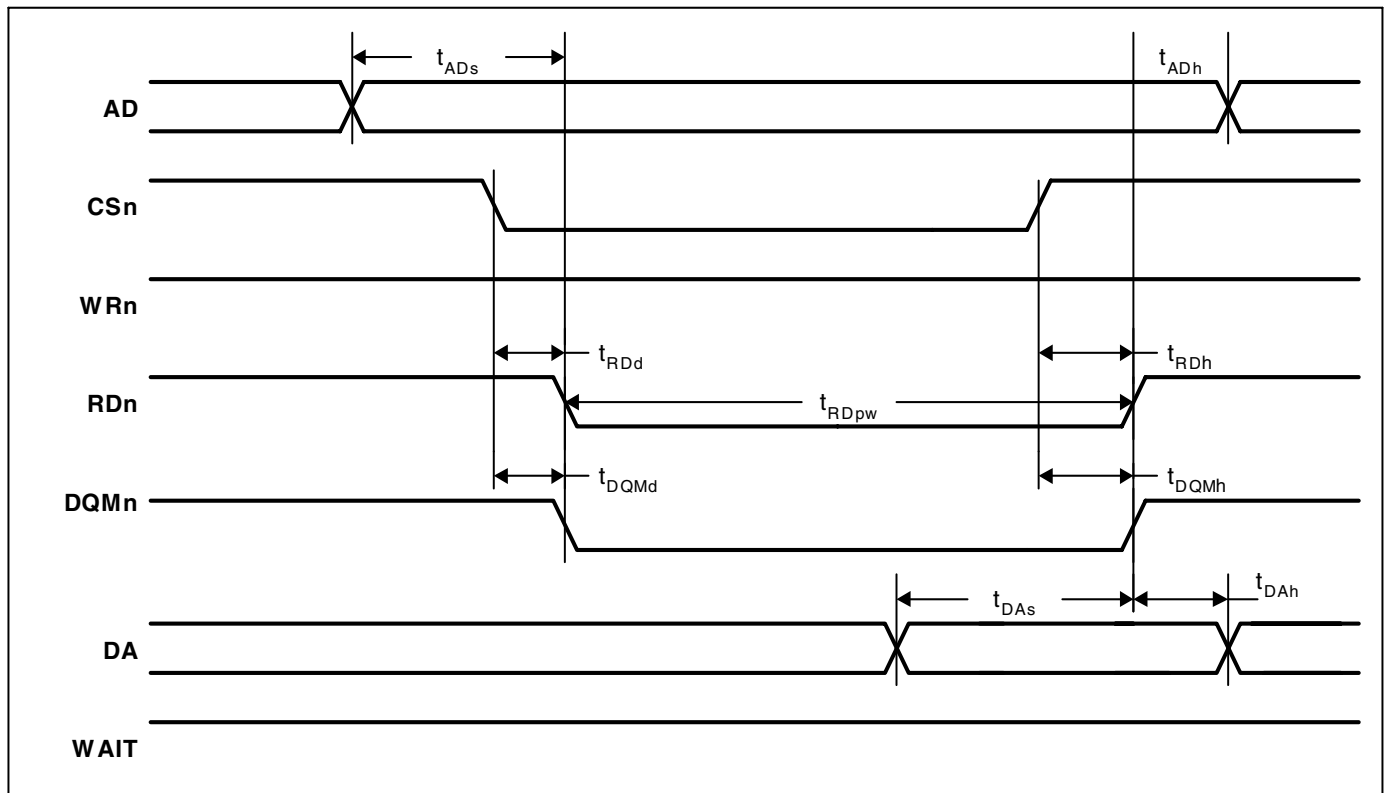 tADs
tADh
AD
CSn
WRn
tRDd
tRDh
RDn
tRDpw
tDQMd
tDQMh
DQMn
tDAs
tDAh
DA
WAIT